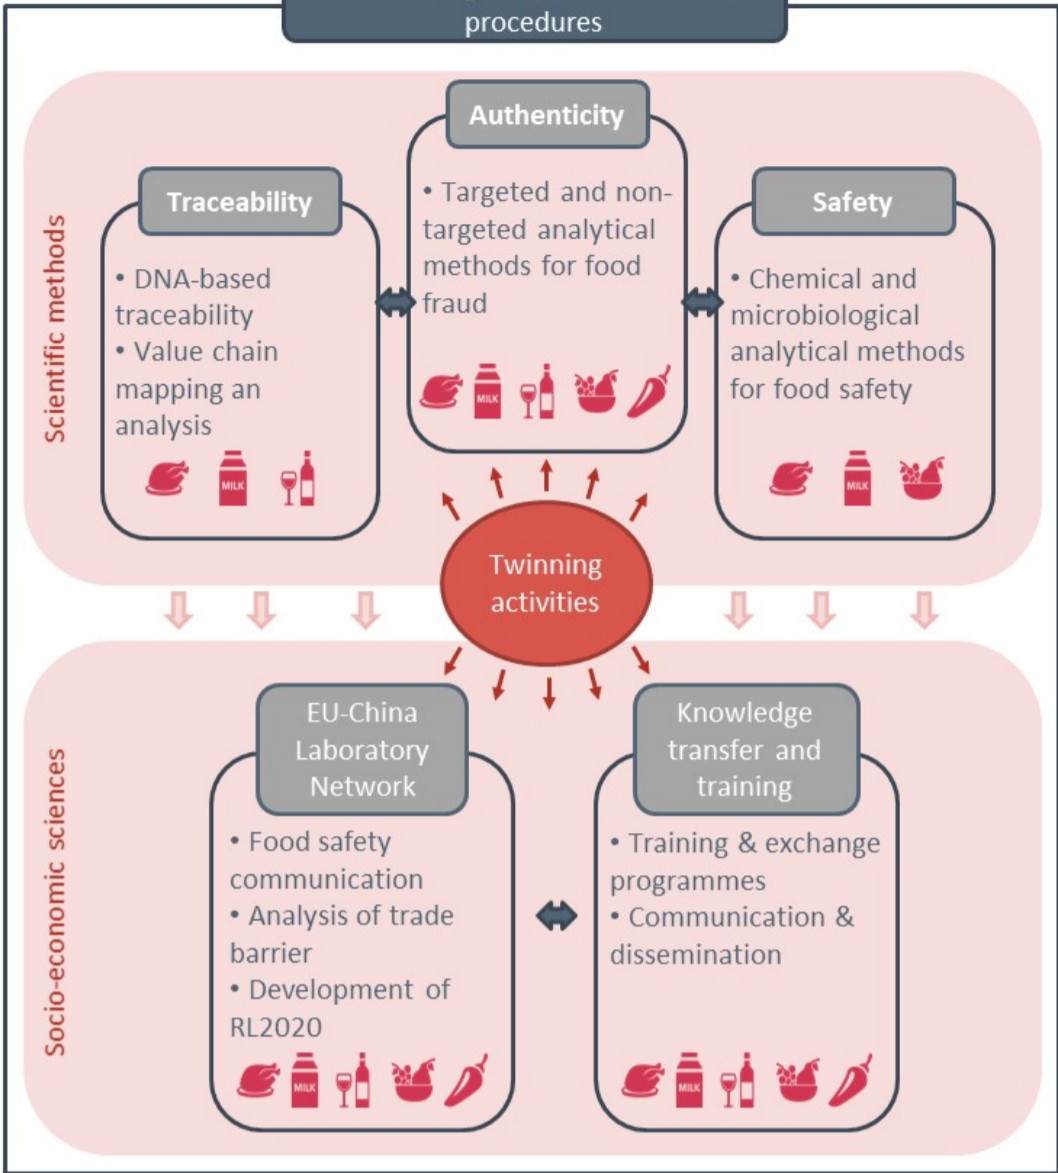 procedures
Scientific methods
Authenticity
• Targeted and non-
targeted analytical
methods for food
fraud
MILK
Traceability
• DNA-based
traceability
• Value chain
mapping an
analysis
MILK
Safety
• Chemical and
microbiological
analytical methods
for food safety
MILK
Twinning
activities
Socio-economic sciences
EU-China
Laboratory
Network
• Food safety
communication
• Analysis of trade
barrier
• Development of
RL2020
MILK
Knowledge
transfer and
training
• Training & exchange
programmes
• Communication &
dissemination
MILK